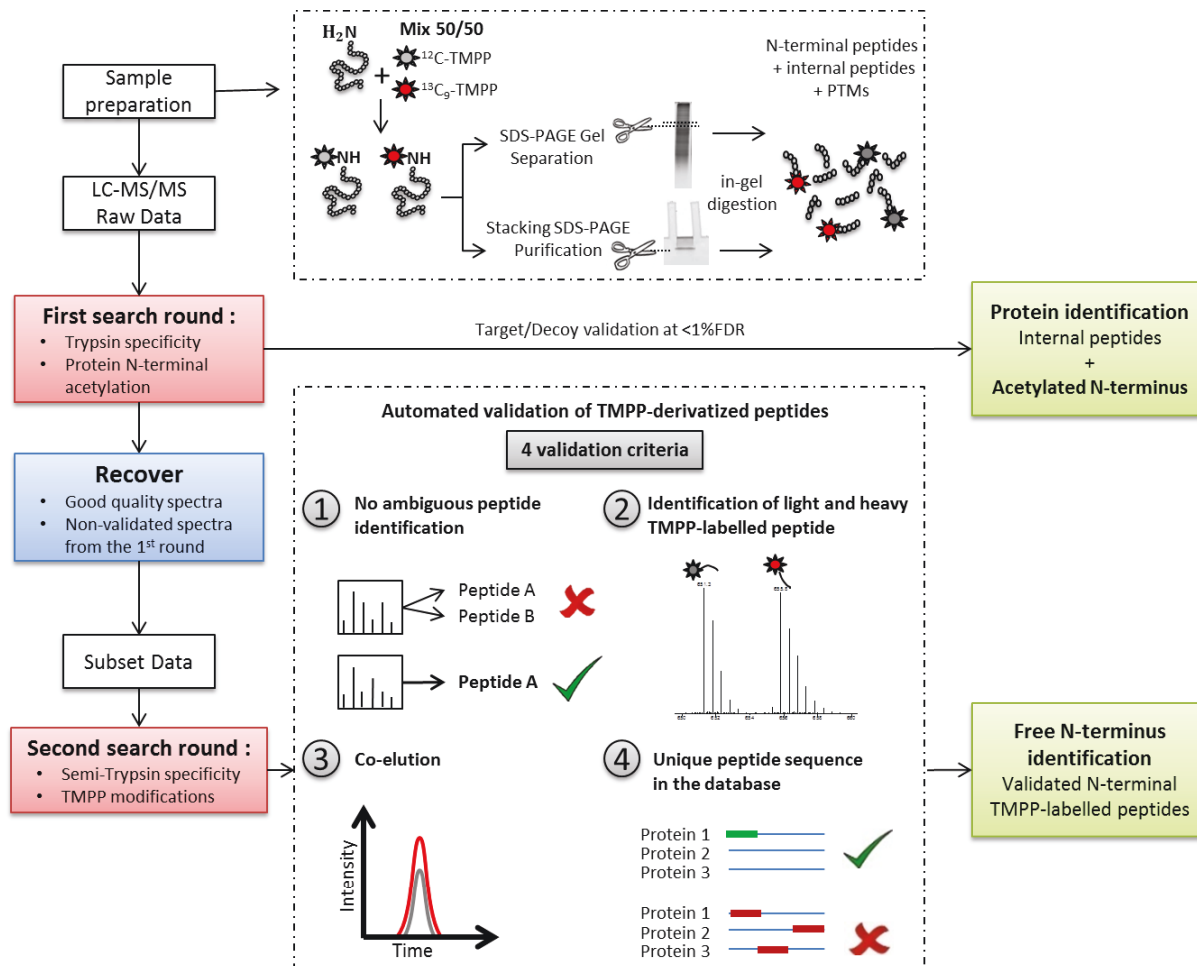 Sample
preparation
LC-MS/MS
Raw Data
H₂N
Mix 50/50
¹²C-TMPP
¹³C₉-TMPP
NH
NH
SDS-PAGE Gel
Separation
Stacking SDS-PAGE
Purification
in-gel
digestion
N-terminal peptides
+ internal peptides
+ PTMs
First search round :
• Trypsin specificity
• Protein N-terminal
acetylation
Target/Decoy validation at <1%FDR
Protein identification
Internal peptides
+
Acetylated N-terminus
Recover
• Good quality spectra
• Non-validated spectra
from the 1st round
Subset Data
Second search round :
• Semi-Trypsin specificity
• TMPP modifications
Automated validation of TMPP-derivatized peptides
4 validation criteria
1
No ambiguous peptide
identification
Peptide A
Peptide B
Peptide A
2
Identification of light and heavy
TMPP-labelled peptide
3
Co-elution
Intensity
Time
4
Unique peptide sequence
in the database
Protein 1
Protein 2
Protein 3
Protein 1
Protein 2
Protein 3
Free N-terminus
identification
Validated N-terminal
TMPP-labelled peptides